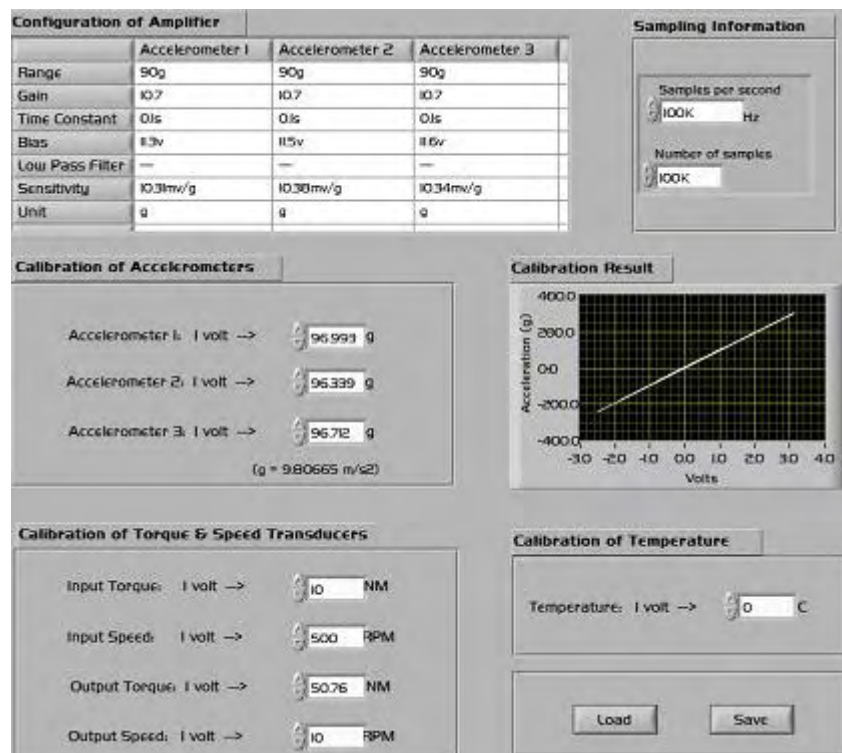 Configuration of Amplifier
Accelerometer 1 Accelerometer 2 Accelerometer 3
Range 90g 90g 90g
Gain 10.7 10.7 10.7
Time Constant 0.1s 0.1s 0.1s
Bias 11.3v 11.5v 11.6v
Low Pass Filter — — —
Sensitivity 10.31mv/g 10.38mv/g 10.34mv/g
Unit g g g
Sampling Information
Samples per second
100K Hz
Number of samples
100K
Calibration of Accelerometers
Accelerometer 1: 1 volt --> 96.993 g
Accelerometer 2: 1 volt --> 96.339 g
Accelerometer 3: 1 volt --> 96.712 g
(g = 9.80665 m/s2)
Calibration Result
Acceleration (g)
400.0
200.0
0.0
-200.0
-400.0
-3.0 -2.0 -1.0 0.0 1.0 2.0 3.0 4.0
Volts
Calibration of Torque & Speed Transducers
Input Torque: 1 volt --> 10 NM
Input Speed: 1 volt --> 500 RPM
Output Torque: 1 volt --> 50.76 NM
Output Speed: 1 volt --> 10 RPM
Calibration of Temperature
Temperature: 1 volt --> 0 C
Load Save